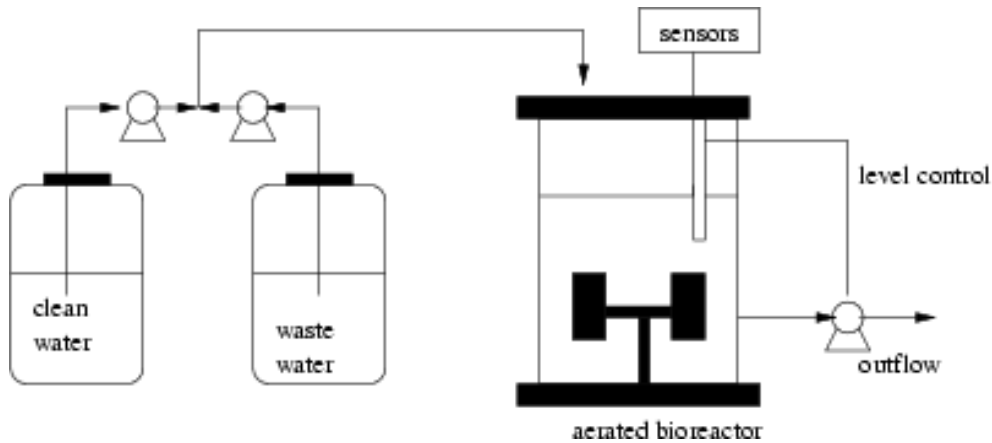 sensors
level control
clean
water
waste
water
outflow
aerated bioreactor